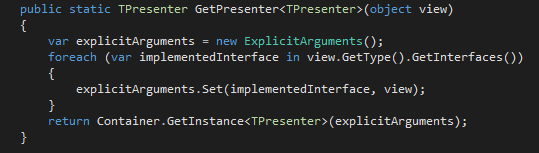 public static TPresenter GetPresenter<TPresenter>(object view)
{
    var explicitArguments = new ExplicitArguments();
    foreach (var implementedInterface in view.GetType().GetInterfaces())
    {
        explicitArguments.Set(implementedInterface, view);
    }
    return Container.GetInstance<TPresenter>(explicitArguments);
}